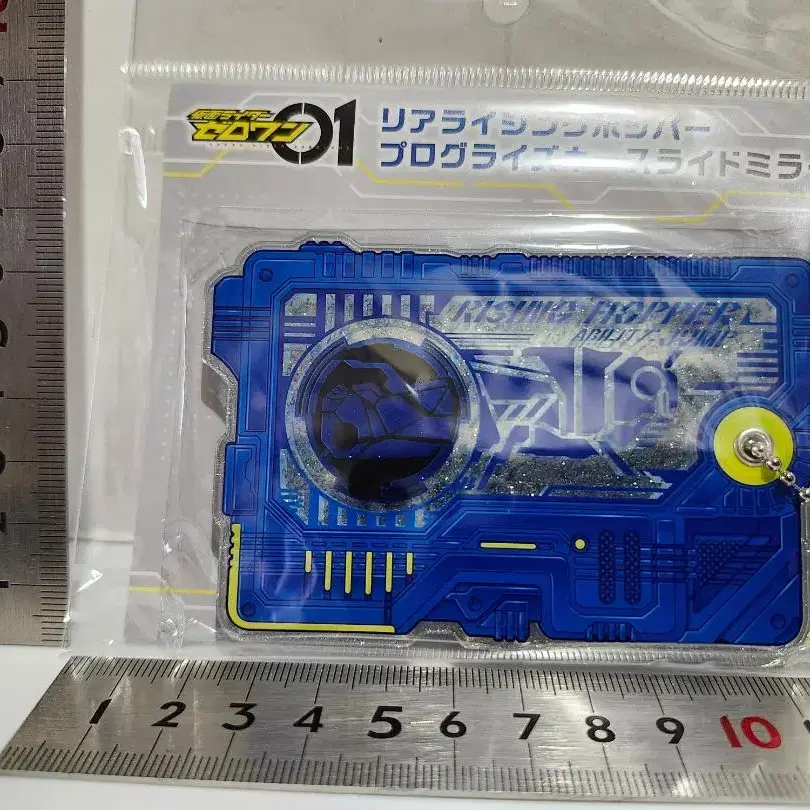 仮面ライダー
ゼロワン 01
リアライジングホッパー
プログライズキースライドミラ
RISING HOPPER
ABILITY JUMP
1 2 3 4 5 6 7 8 9 10